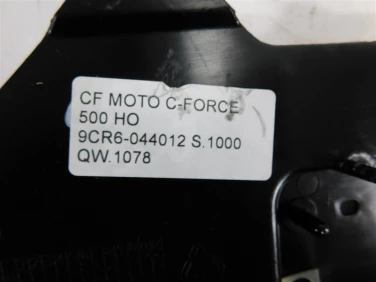 CF MOTO C-FORCE
500 HO
9CR6-044012 S.1000
QW.1078